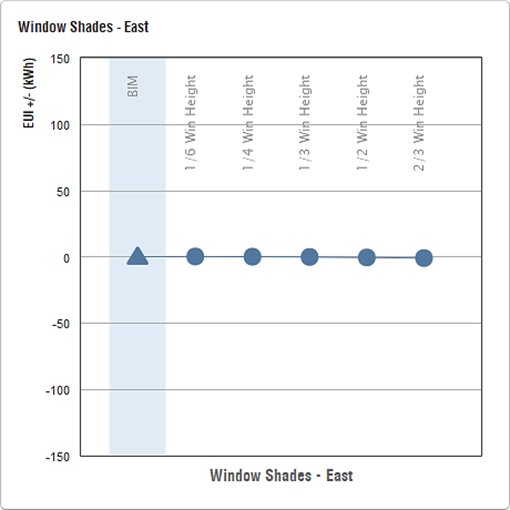 Window Shades - East
EUI +/- (kWh)
150
100
50
0
-50
-100
-150
BIM
1/6 Win Height
1/4 Win Height
1/3 Win Height
1/2 Win Height
2/3 Win Height
Window Shades - East